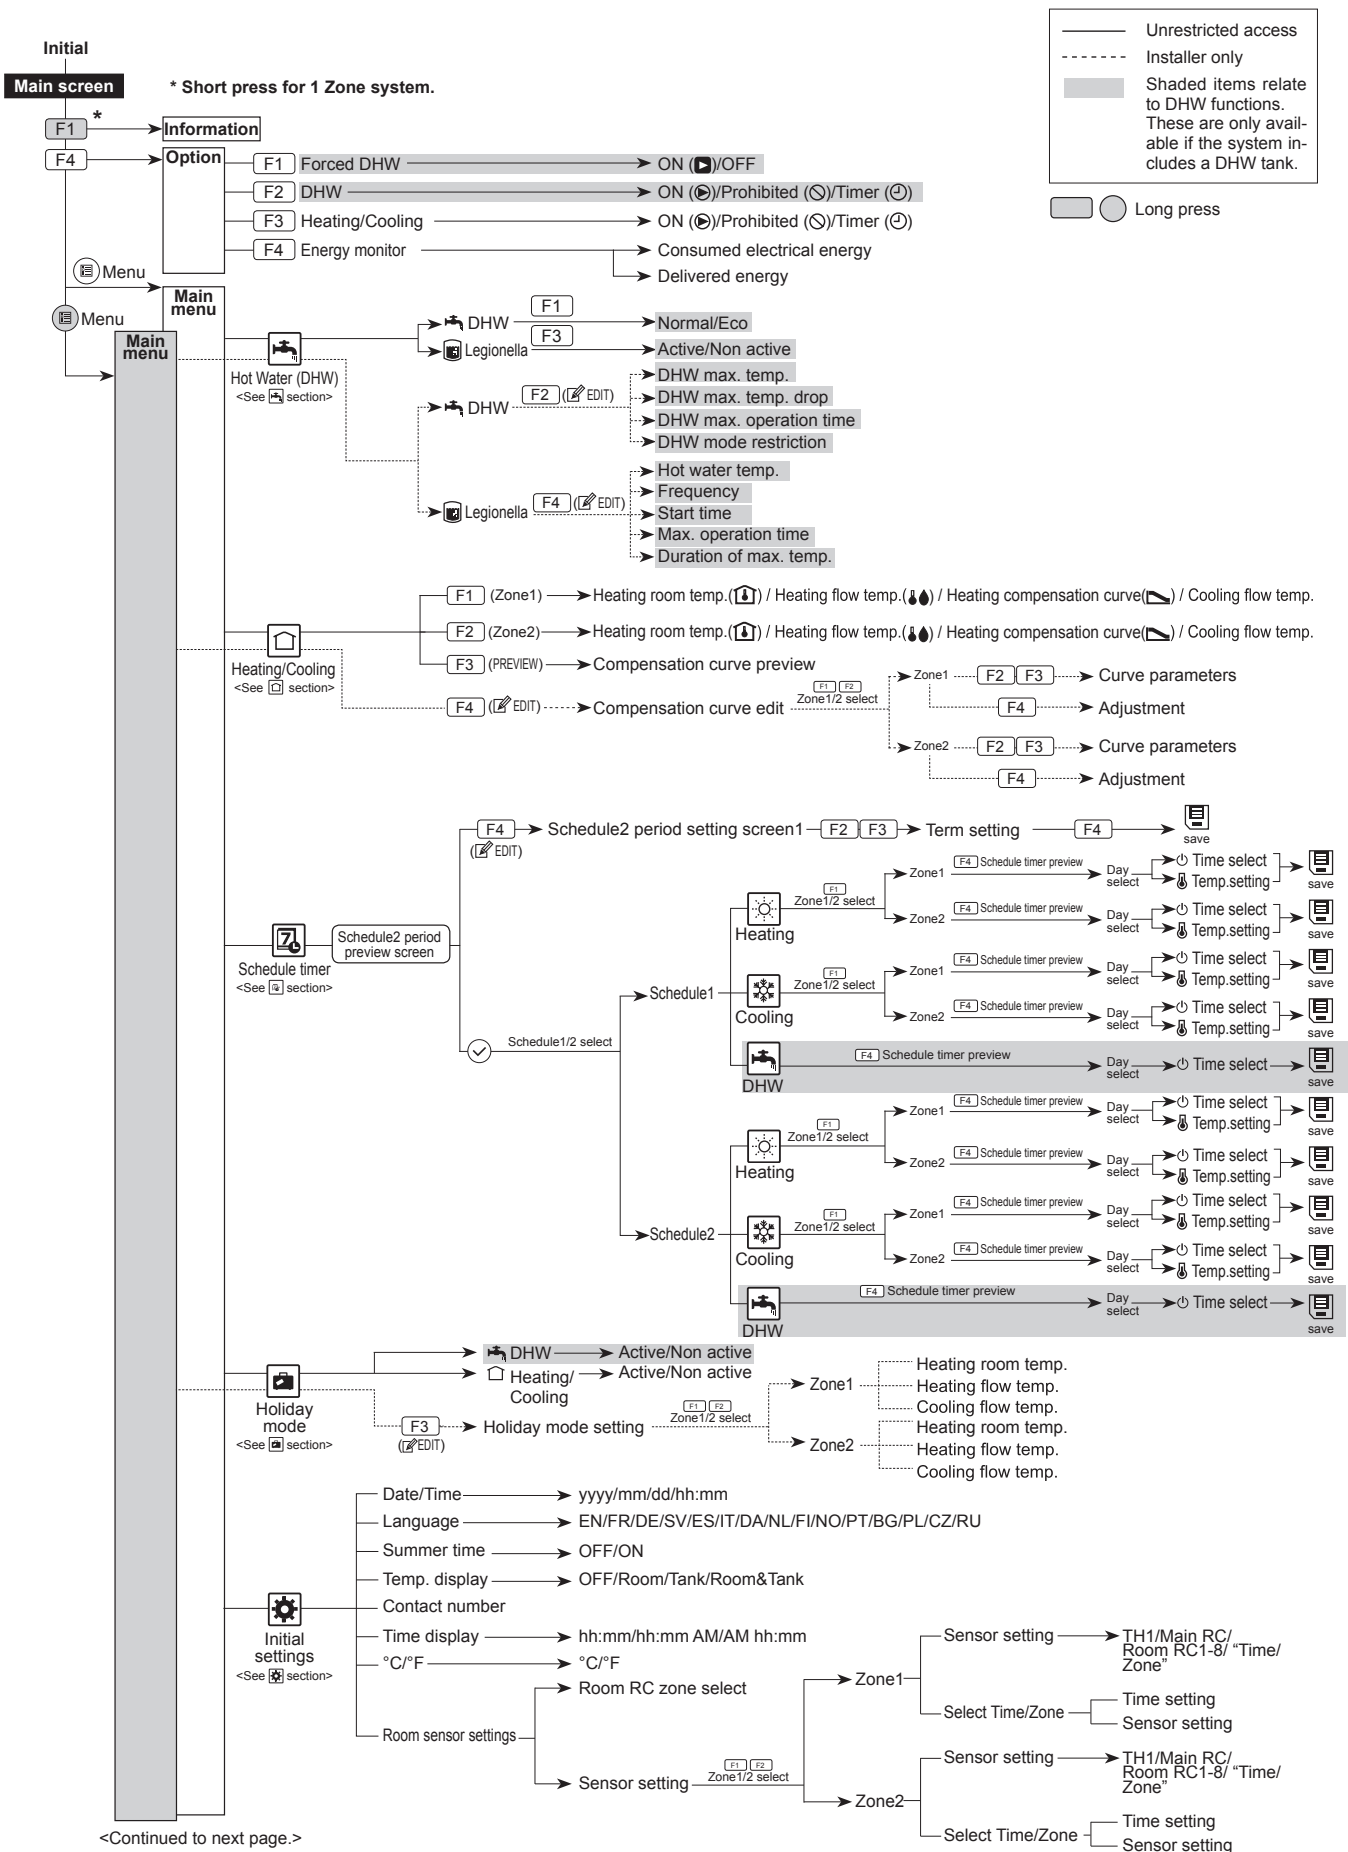 Initial
Main screen
* Short press for 1 Zone system.
Unrestricted access
Installer only
Shaded items relate
to DHW functions.
These are only avail-
able if the system in-
cludes a DHW tank.
Long press
F1 * Information
F4 Option
F1 Forced DHW ON ( )/OFF
F2 DHW ON ( )/Prohibited ( )/Timer ( )
F3 Heating/Cooling ON ( )/Prohibited ( )/Timer ( )
F4 Energy monitor Consumed electrical energy
Delivered energy
Menu
Main
menu
Menu
Main
menu
Hot Water (DHW)
<See section>
DHW F1 Normal/Eco
Legionella F3 Active/Non active
DHW F2 ( EDIT)
DHW max. temp.
DHW max. temp. drop
DHW max. operation time
DHW mode restriction
Legionella F4 ( EDIT)
Hot water temp.
Frequency
Start time
Max. operation time
Duration of max. temp.
Heating/Cooling
<See section>
F1 (Zone1) Heating room temp.( ) / Heating flow temp.( ) / Heating compensation curve( ) / Cooling flow temp.
F2 (Zone2) Heating room temp.( ) / Heating flow temp.( ) / Heating compensation curve( ) / Cooling flow temp.
F3 (PREVIEW) Compensation curve preview
F4 ( EDIT) Compensation curve edit
F1 F2
Zone1/2 select
Zone1 F2 F3 Curve parameters
F4 Adjustment
Zone2 F2 F3 Curve parameters
F4 Adjustment
Schedule timer
<See section>
Schedule2 period
preview screen
F4 Schedule2 period setting screen1 F2 F3 Term setting F4 save
( EDIT)
Schedule1/2 select
Schedule1
Heating
F1
Zone1/2 select
Zone1 F4 Schedule timer preview Day select Time select Temp.setting save
Zone2 F4 Schedule timer preview Day select Time select Temp.setting save
Cooling
F1
Zone1/2 select
Zone1 F4 Schedule timer preview Day select Time select Temp.setting save
Zone2 F4 Schedule timer preview Day select Time select Temp.setting save
DHW F4 Schedule timer preview Day select Time select save
Schedule2
Heating
F1
Zone1/2 select
Zone1 F4 Schedule timer preview Day select Time select Temp.setting save
Zone2 F4 Schedule timer preview Day select Time select Temp.setting save
Cooling
F1
Zone1/2 select
Zone1 F4 Schedule timer preview Day select Time select Temp.setting save
Zone2 F4 Schedule timer preview Day select Time select Temp.setting save
DHW F4 Schedule timer preview Day select Time select save
Holiday
mode
<See section>
DHW Active/Non active
Heating/
Cooling Active/Non active
F3 Holiday mode setting
( EDIT)
F1 F2
Zone1/2 select
Zone1
Heating room temp.
Heating flow temp.
Cooling flow temp.
Zone2
Heating room temp.
Heating flow temp.
Cooling flow temp.
Initial
settings
<See section>
Date/Time yyyy/mm/dd/hh:mm
Language EN/FR/DE/SV/ES/IT/DA/NL/FI/NO/PT/BG/PL/CZ/RU
Summer time OFF/ON
Temp. display OFF/Room/Tank/Room&Tank
Contact number
Time display hh:mm/hh:mm AM/AM hh:mm
°C/°F °C/°F
Room sensor settings
Room RC zone select
Sensor setting
F1 F2
Zone1/2 select
Zone1
Sensor setting TH1/Main RC/
Room RC1-8/ “Time/
Zone”
Select Time/Zone
Time setting
Sensor setting
Zone2
Sensor setting TH1/Main RC/
Room RC1-8/ “Time/
Zone”
Select Time/Zone
Time setting
Sensor setting
<Continued to next page.>